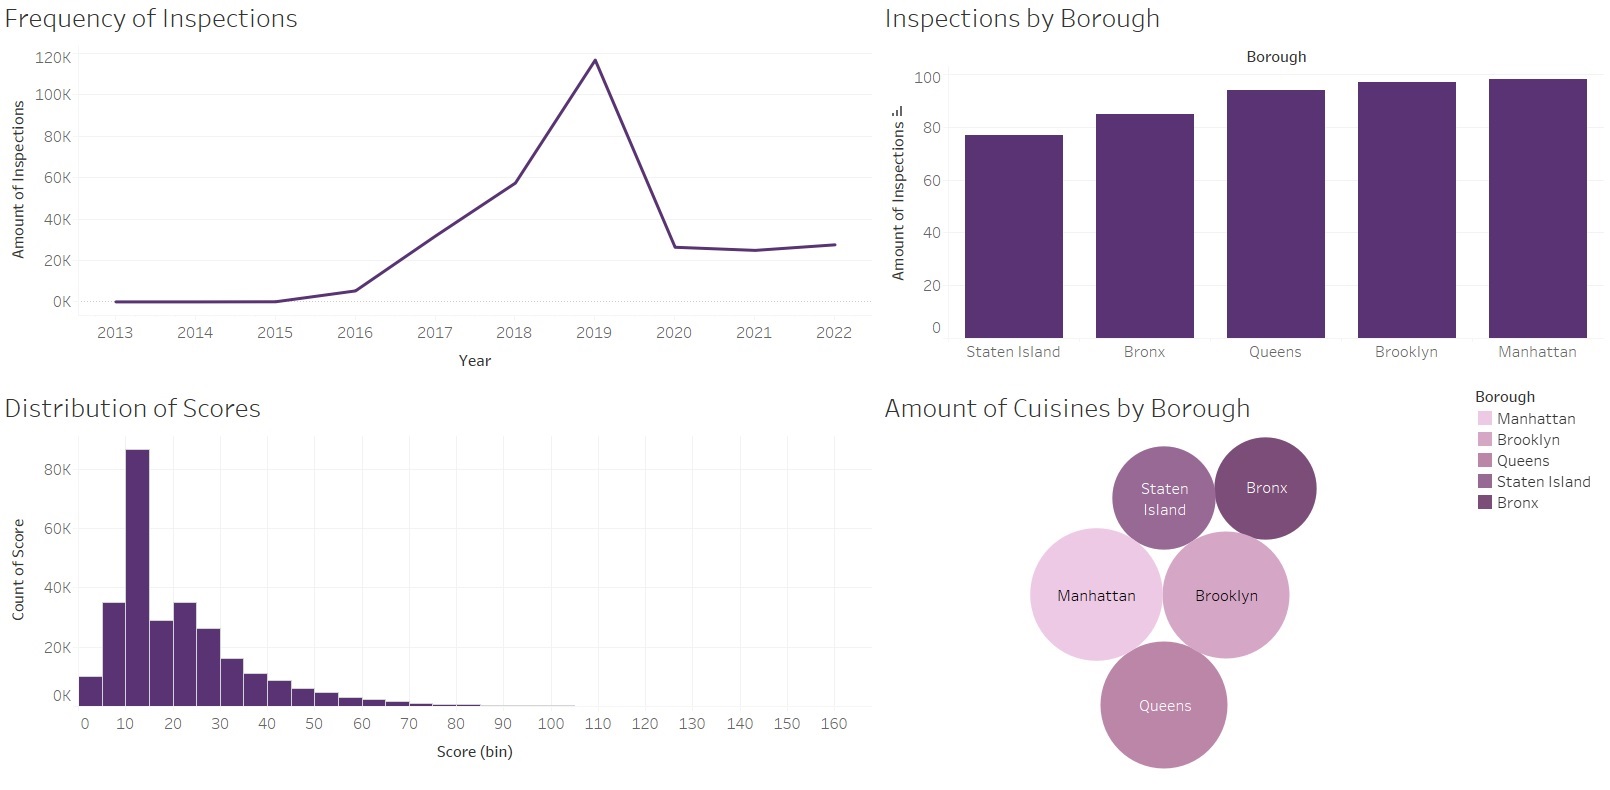 Frequency of Inspections
Amount of Inspections
120K
100K
80K
60K
40K
20K
0K
2013 2014 2015 2016 2017 2018 2019 2020 2021 2022
Year
Inspections by Borough
Borough
Amount of Inspections
100
80
60
40
20
0
Staten Island Bronx Queens Brooklyn Manhattan
Distribution of Scores
Count of Score
80K
60K
40K
20K
0K
0 10 20 30 40 50 60 70 80 90 100 110 120 130 140 150 160
Score (bin)
Amount of Cuisines by Borough
Staten
Island
Bronx
Manhattan
Brooklyn
Queens
Borough
Manhattan
Brooklyn
Queens
Staten Island
Bronx